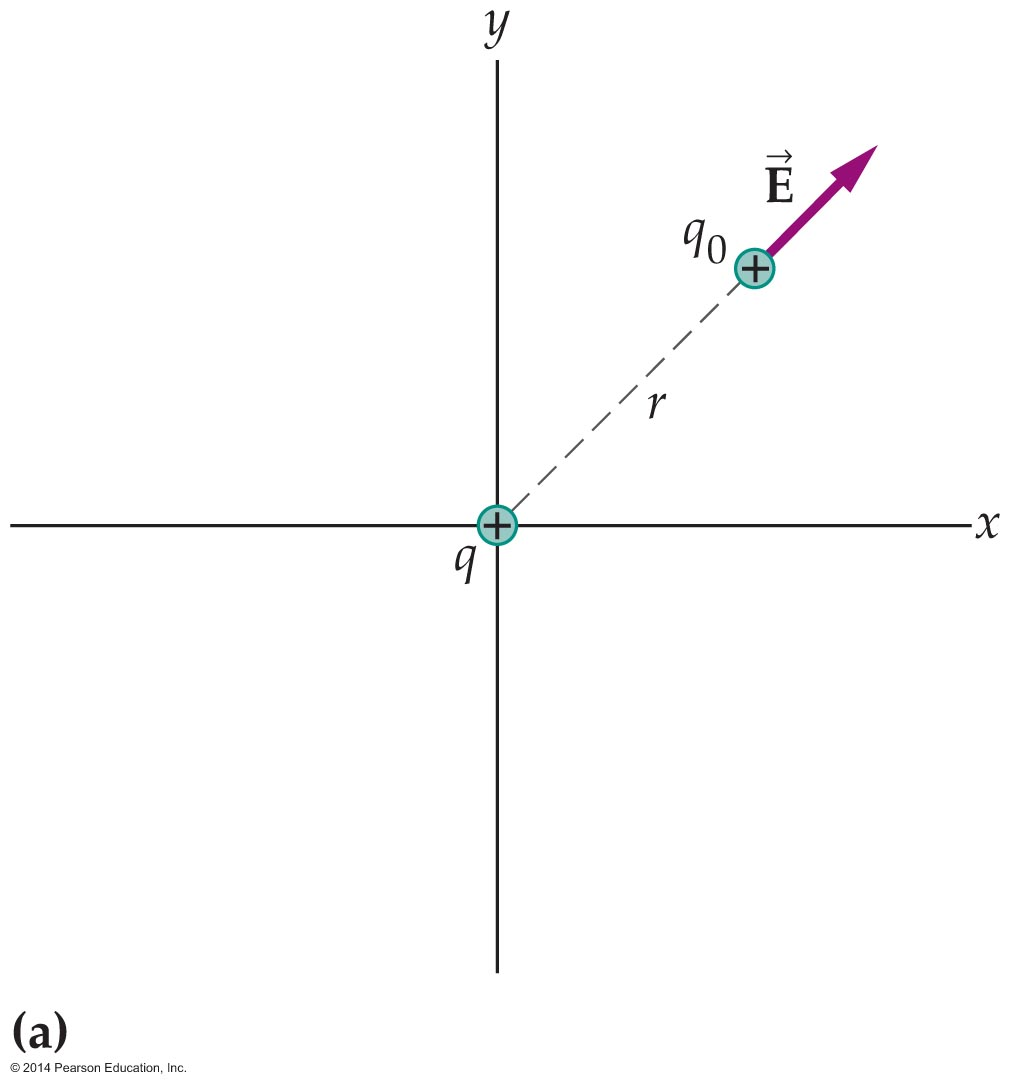 y
E⃗
q₀
+
r
+
x
q
(a)
© 2014 Pearson Education, Inc.